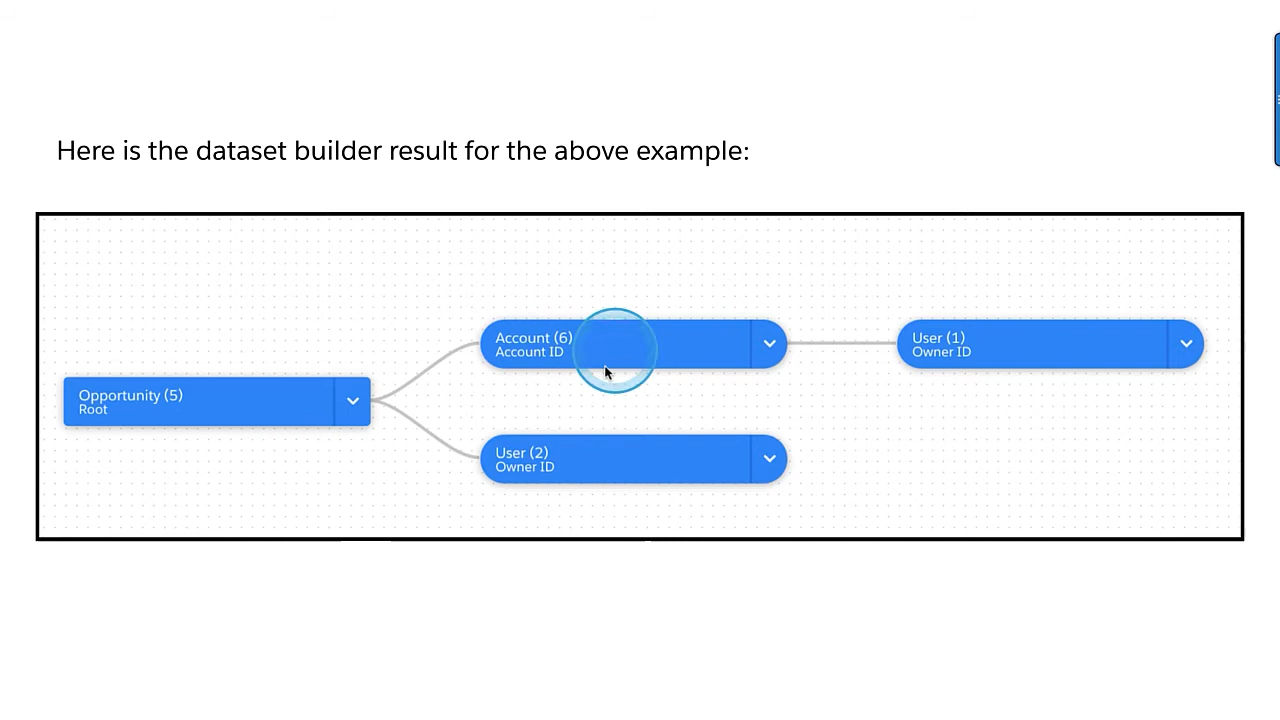 Here is the dataset builder result for the above example:
Opportunity (5)
Root
Account (6)
Account ID
User (2)
Owner ID
User (1)
Owner ID